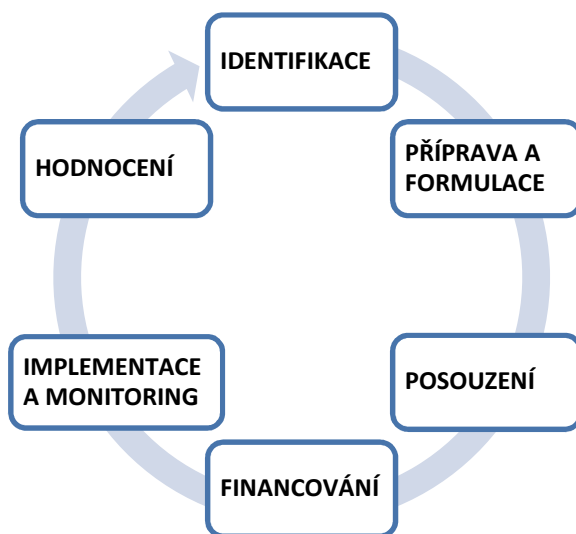 IDENTIFIKACE
PŘÍPRAVA A
FORMULACE
POSOUZENÍ
FINANCOVÁNÍ
IMPLEMENTACE
A MONITORING
HODNOCENÍ